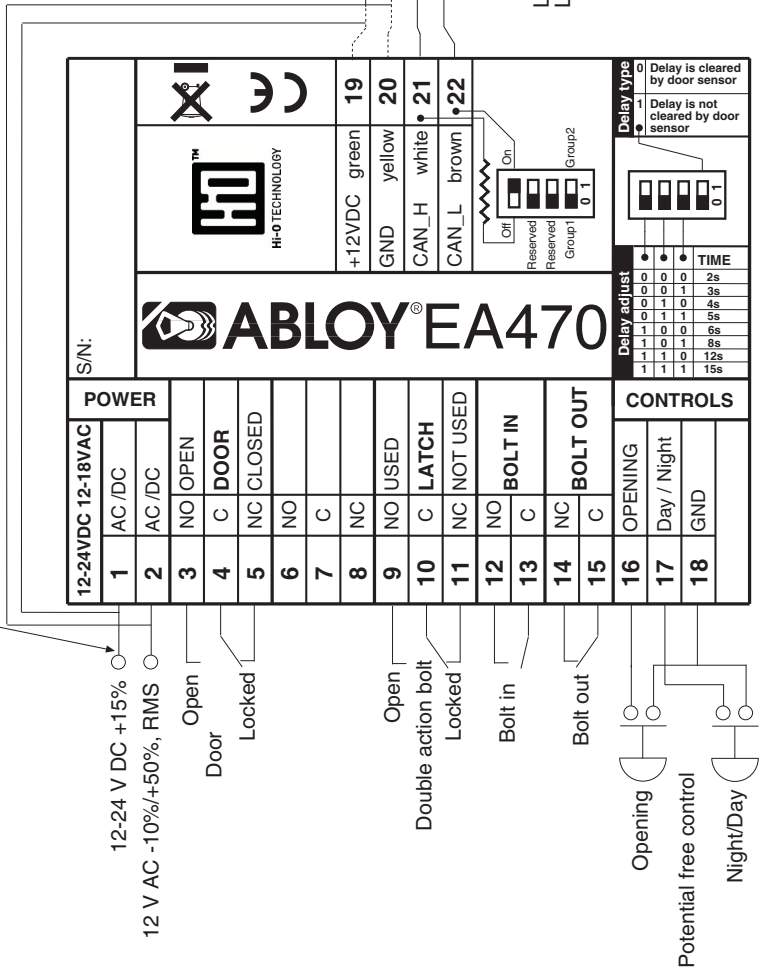 12-24 V DC +15%
12 V AC -10%/+50%, RMS
Open
Door
Locked
Open
Double action bolt
Locked
Bolt in
Bolt out
Opening
Potential free control
Night/Day
12-24VDC 12-18VAC
POWER
1 AC /DC
2 AC /DC
3 NO OPEN
4 C DOOR
5 NC CLOSED
6 NO
7 C
8 NC
9 NO USED
10 C LATCH
11 NC NOT USED
12 NO
BOLT IN
13 C
14 NC
BOLT OUT
15 C
16 OPENING
17 Day / Night
18 GND
CONTROLS
S/N:
ABLOY® EA470
Hi-O TECHNOLOGY
TM
CE
+12VDC green 19
GND yellow 20
CAN_H white 21
CAN_L brown 22
Off On
Reserved
Reserved
Group1 Group2
0 1
Delay adjust
TIME
0 0 0 2s
0 0 1 3s
0 1 0 4s
0 1 1 5s
1 0 0 6s
1 0 1 8s
1 1 0 12s
1 1 1 15s
0 1
Delay type
0 Delay is cleared
by door sensor
1 Delay is not
cleared by door
sensor